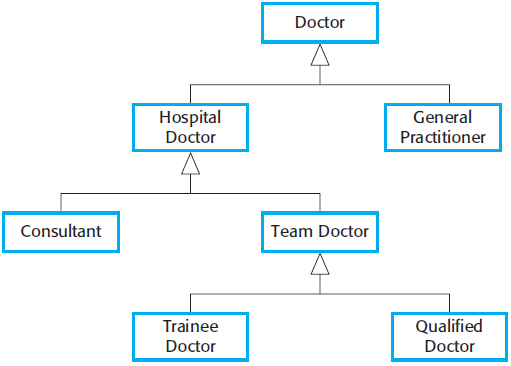 Doctor
Hospital
Doctor
General
Practitioner
Consultant
Team Doctor
Trainee
Doctor
Qualified
Doctor